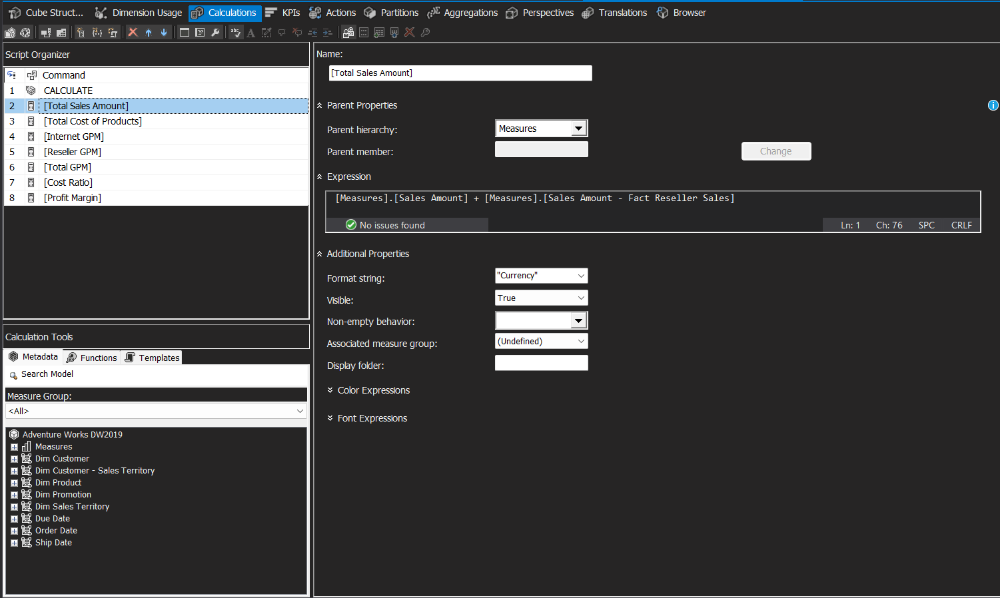 Cube Struct... Dimension Usage Calculations KPIs Actions Partitions Aggregations Perspectives Translations Browser
Script Organizer
Command
1 CALCULATE
2 [Total Sales Amount]
3 [Total Cost of Products]
4 [Internet GPM]
5 [Reseller GPM]
6 [Total GPM]
7 [Cost Ratio]
8 [Profit Margin]
Calculation Tools
Metadata Functions Templates
Search Model
Measure Group:
<All>
Adventure Works DW2019
Measures
Dim Customer
Dim Customer - Sales Territory
Dim Product
Dim Promotion
Dim Sales Territory
Due Date
Order Date
Ship Date
Name:
[Total Sales Amount]
Parent Properties
Parent hierarchy: Measures
Parent member: Change
Expression
[Measures].[Sales Amount] + [Measures].[Sales Amount - Fact Reseller Sales]
No issues found Ln: 1 Ch: 76 SPC CRLF
Additional Properties
Format string: "Currency"
Visible: True
Non-empty behavior:
Associated measure group: (Undefined)
Display folder:
Color Expressions
Font Expressions